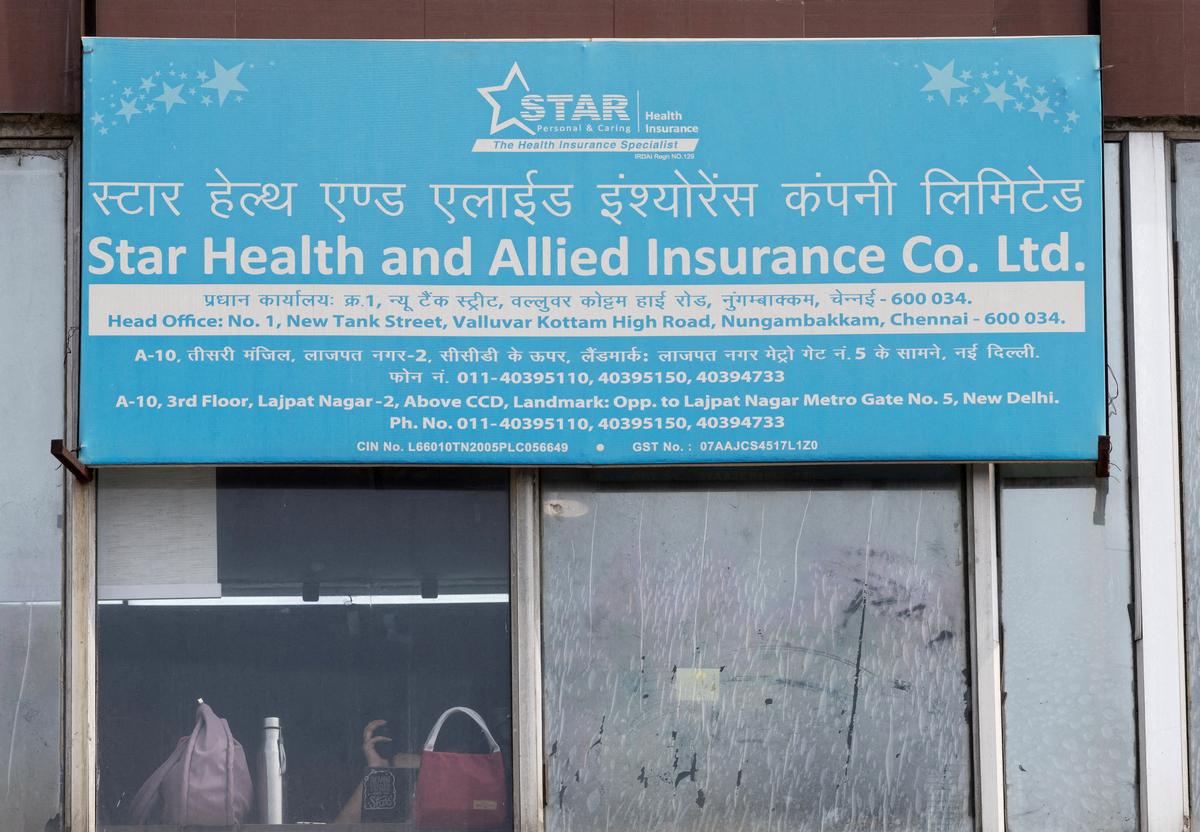 STAR
Health
Insurance
Personal & Caring
The Health Insurance Specialist
IRDAI Regn NO.129
स्टार हेल्थ एण्ड एलाईड इंश्योरेंस कंपनी लिमिटेड
Star Health and Allied Insurance Co. Ltd.
प्रधान कार्यालयः क्र.1, न्यू टैंक स्ट्रीट, वल्लुवर कोट्टम हाई रोड, नुंगम्बाक्कम, चेन्नई - 600 034.
Head Office: No. 1, New Tank Street, Valluvar Kottam High Road, Nungambakkam, Chennai - 600 034.
A-10, तीसरी मंजिल, लाजपत नगर-2, सीसीडी के ऊपर, लैंडमार्क: लाजपत नगर मेट्रो गेट नं. 5 के सामने, नई दिल्ली.
फोन नं. 011-40395110, 40395150, 40394733
A-10, 3rd Floor, Lajpat Nagar-2, Above CCD, Landmark: Opp. to Lajpat Nagar Metro Gate No. 5, New Delhi.
Ph. No. 011-40395110, 40395150, 40394733
CIN No. L66010TN2005PLC056649 • GST No. : 07AAJCS4517L1Z0